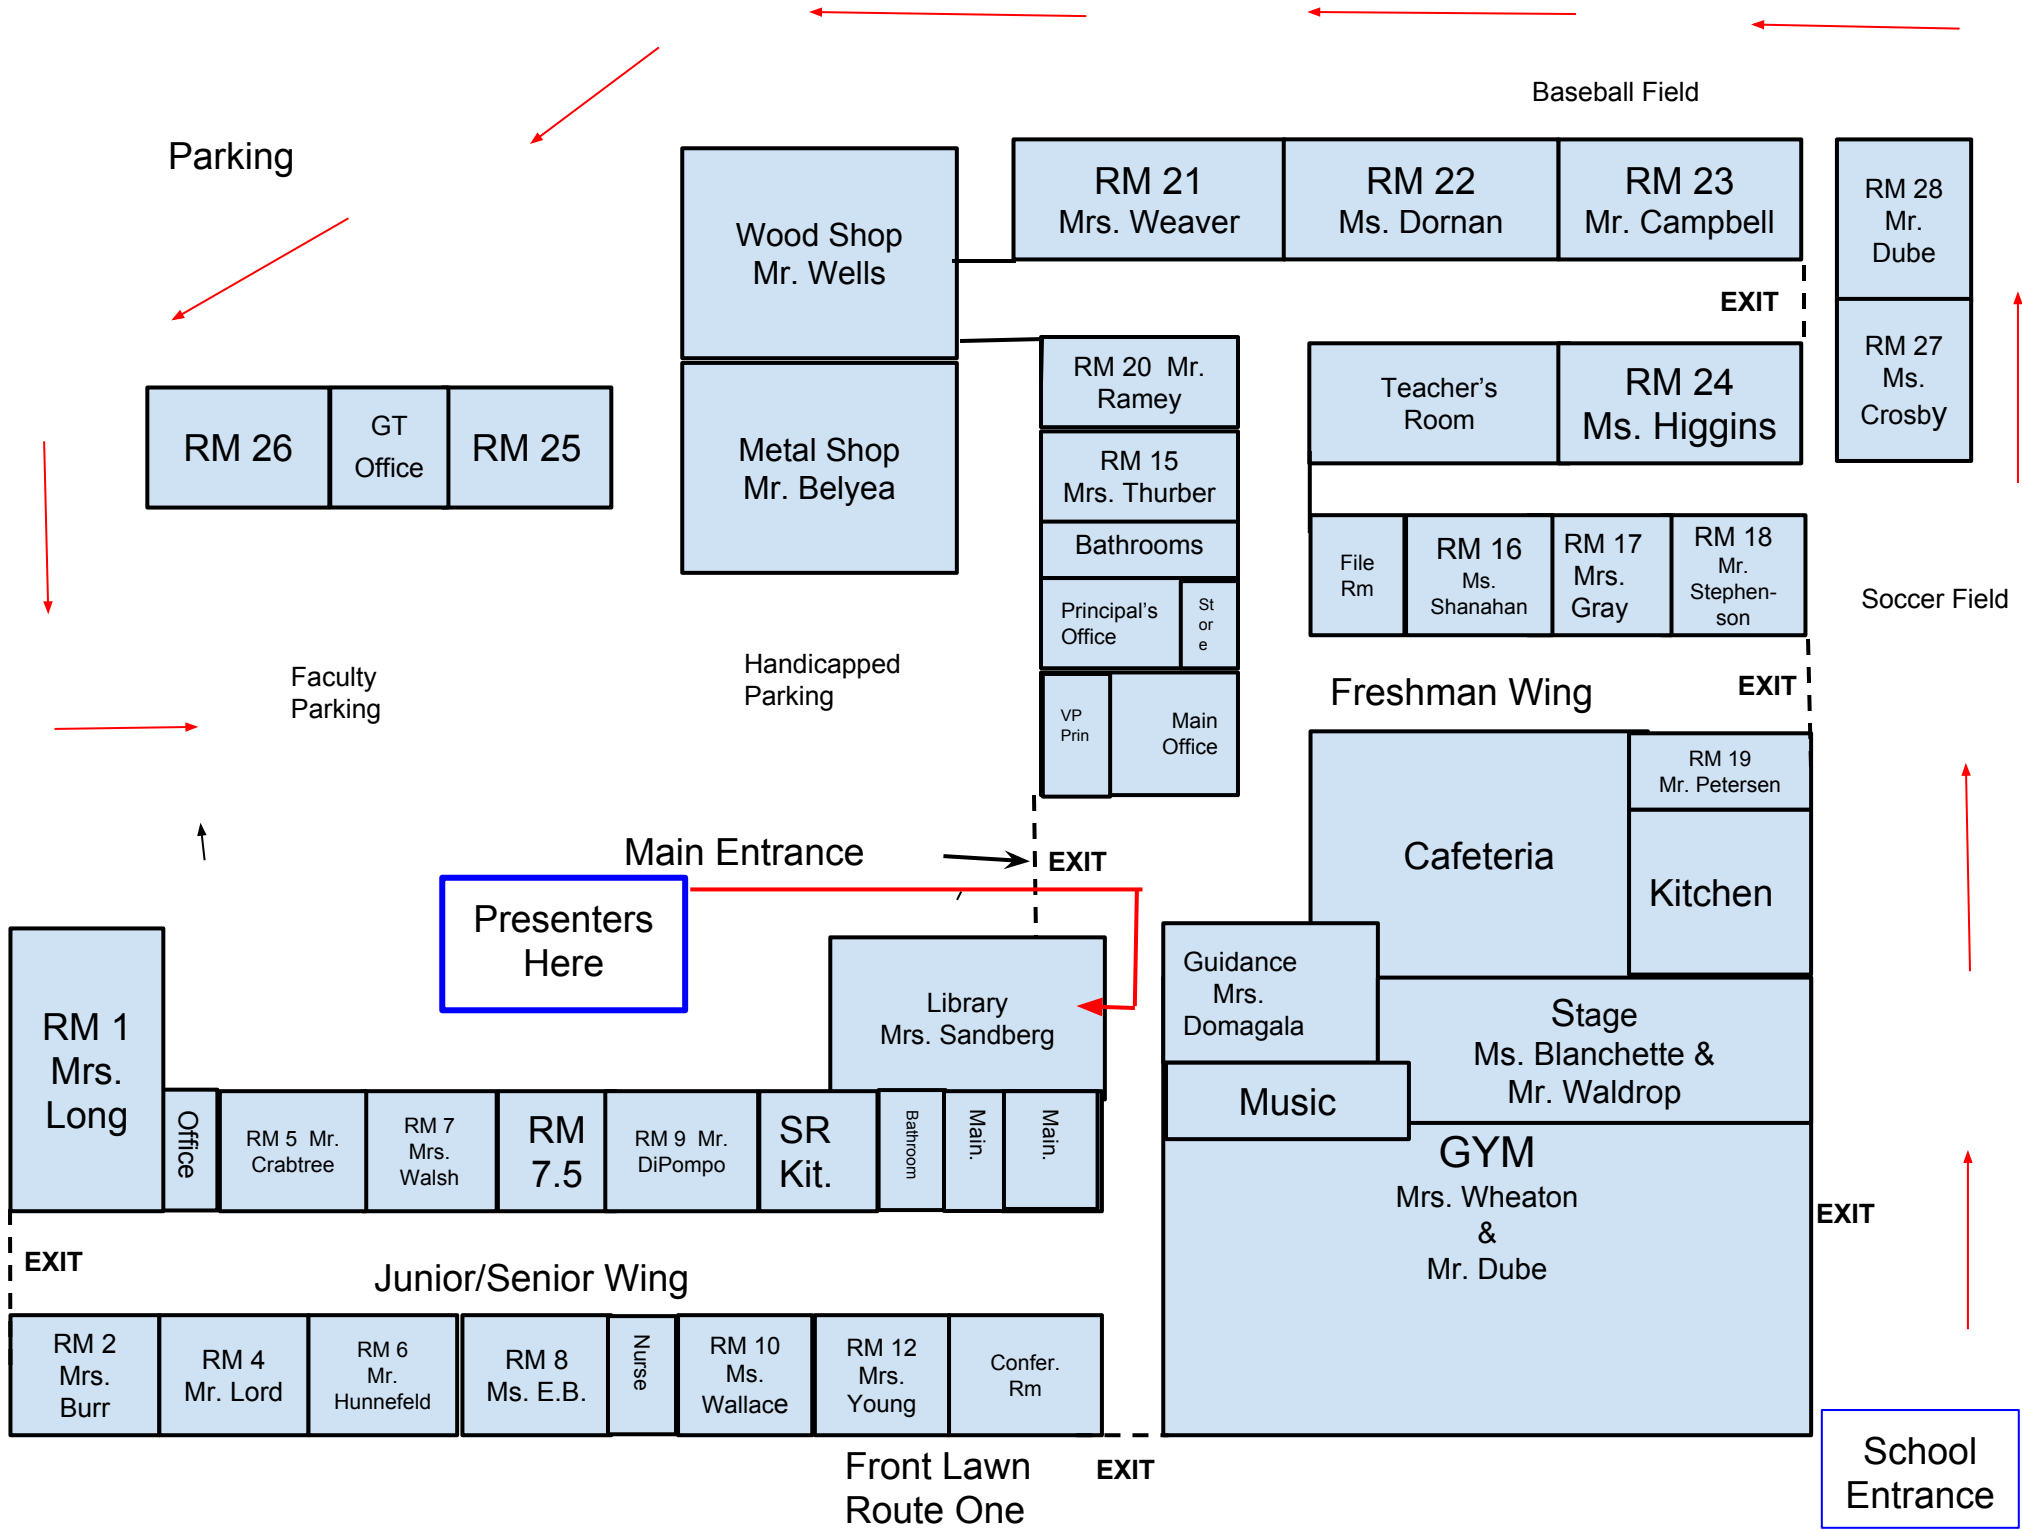 Baseball Field
Parking
Wood Shop
Mr. Wells
RM 21
Mrs. Weaver
RM 22
Ms. Dornan
RM 23
Mr. Campbell
RM 28
Mr.
Dube
EXIT
RM 27
Ms.
Crosby
RM 20 Mr.
Ramey
Teacher's
Room
RM 24
Ms. Higgins
RM 26
GT
Office
RM 25
Metal Shop
Mr. Belyea
RM 15
Mrs. Thurber
Bathrooms
File
Rm
RM 16
Ms.
Shanahan
RM 17
Mrs.
Gray
RM 18
Mr.
Stephen-
son
Soccer Field
Principal's
Office
St
or
e
Faculty
Parking
Handicapped
Parking
VP
Prin
Main
Office
Freshman Wing
EXIT
RM 19
Mr. Petersen
Main Entrance
EXIT
Cafeteria
Kitchen
Presenters
Here
Library
Mrs. Sandberg
Guidance
Mrs.
Domagala
Stage
Ms. Blanchette &
Mr. Waldrop
RM 1
Mrs.
Long
Office
RM 5 Mr.
Crabtree
RM 7
Mrs.
Walsh
RM
7.5
RM 9 Mr.
DiPompo
SR
Kit.
Bathroom
Main.
Main.
Music
GYM
Mrs. Wheaton
&
Mr. Dube
EXIT
EXIT
Junior/Senior Wing
RM 2
Mrs.
Burr
RM 4
Mr. Lord
RM 6
Mr.
Hunnefeld
RM 8
Ms. E.B.
Nurse
RM 10
Ms.
Wallace
RM 12
Mrs.
Young
Confer.
Rm
Front Lawn
Route One
EXIT
School
Entrance